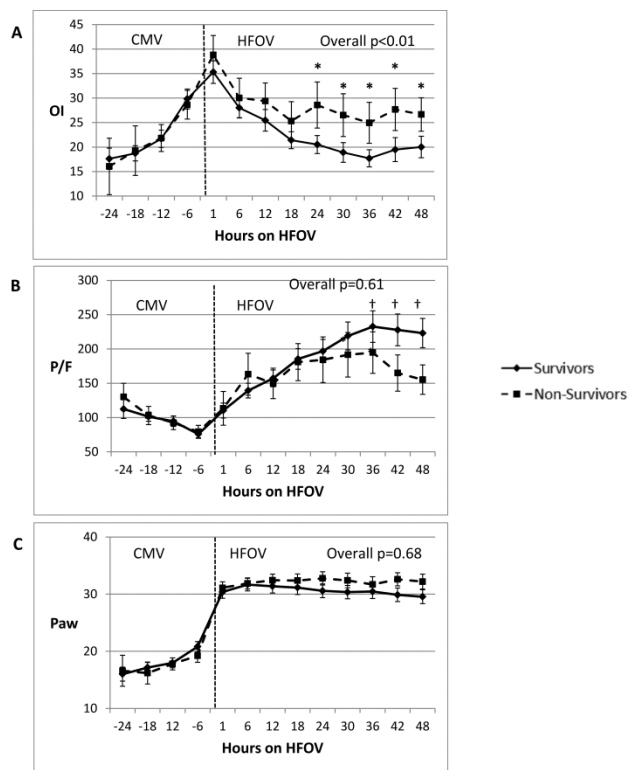 A
CMV HFOV Overall p<0.01
45
40
35
30
25
20
15
10
OI
* * * * *
-24 -18 -12 -6 1 6 12 18 24 30 36 42 48
Hours on HFOV
B
Overall p=0.61
CMV HFOV
† † †
300
250
200
150
100
50
P/F
-24 -18 -12 -6 1 6 12 18 24 30 36 42 48
Hours on HFOV
Survivors
Non-Survivors
C
CMV HFOV Overall p=0.68
40
30
20
10
Paw
-24 -18 -12 -6 1 6 12 18 24 30 36 42 48
Hours on HFOV